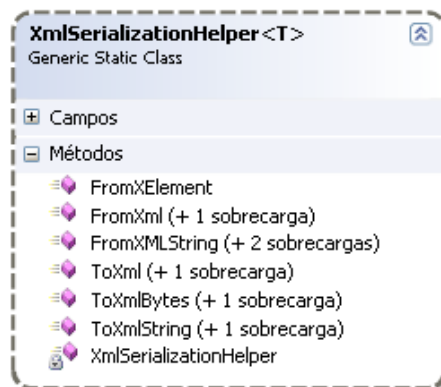 XmlSerializationHelper<T>
Generic Static Class
Campos
Métodos
FromXElement
FromXml (+ 1 sobrecarga)
FromXMLString (+ 2 sobrecargas)
ToXml (+ 1 sobrecarga)
ToXmlBytes (+ 1 sobrecarga)
ToXmlString (+ 1 sobrecarga)
XmlSerializationHelper